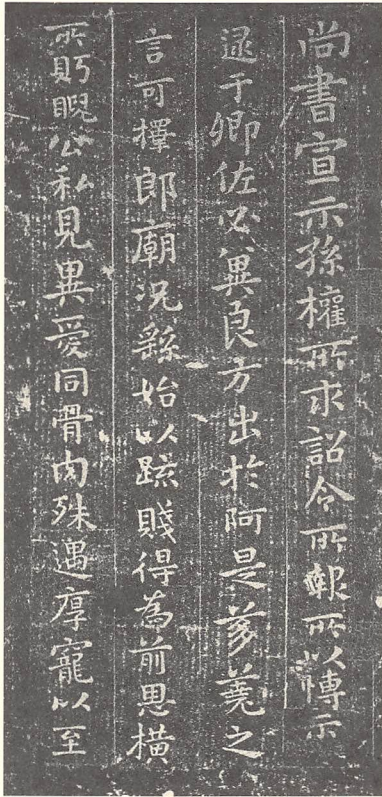 尚書宣示孫權所求詔令所報所以博示
逮于卿佐必冀良方出於阿是芻蕘之
言可擇郎廟況繇始以疏賤得為前恩橫
所眄睨公私見異愛同骨肉殊遇厚寵以至